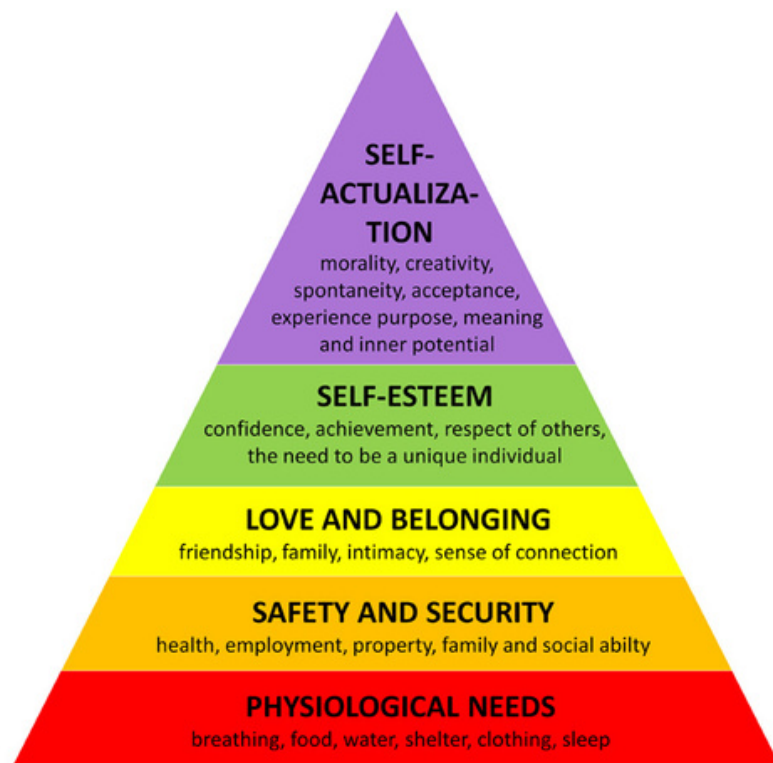 SELF-
ACTUALIZA-
TION
morality, creativity,
spontaneity, acceptance,
experience purpose, meaning
and inner potential
SELF-ESTEEM
confidence, achievement, respect of others,
the need to be a unique individual
LOVE AND BELONGING
friendship, family, intimacy, sense of connection
SAFETY AND SECURITY
health, employment, property, family and social abilty
PHYSIOLOGICAL NEEDS
breathing, food, water, shelter, clothing, sleep